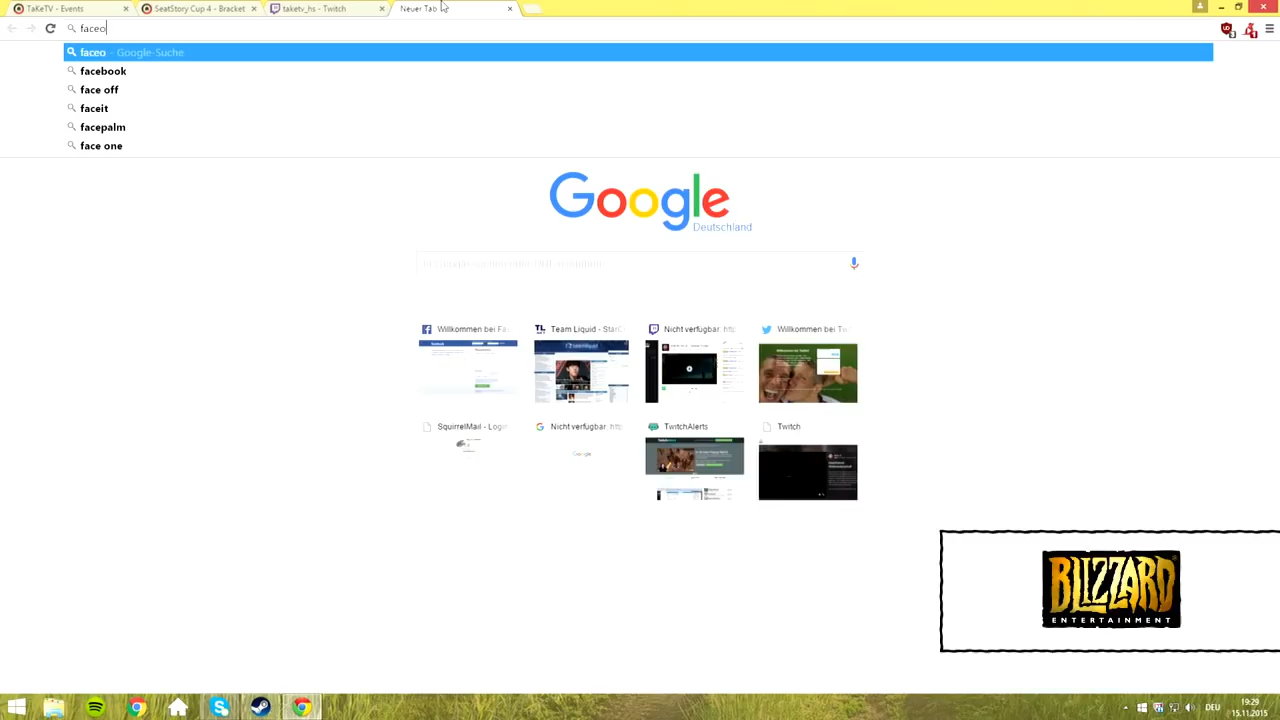 TaKeTV - Events
SeatStory Cup 4 - Bracket
taketv_hs - Twitch
Neuer Tab
faceo
faceo - Google-Suche
facebook
face off
faceit
facepalm
face one
Google
Deutschland
Willkommen bei Fa
Team Liquid - StarC
Nicht verfügbar: http
Willkommen bei Tw
SquirrelMail - Login
Nicht verfügbar: http
TwitchAlerts
Twitch
BLIZZARD
ENTERTAINMENT
DEU
19:29
15.11.2015